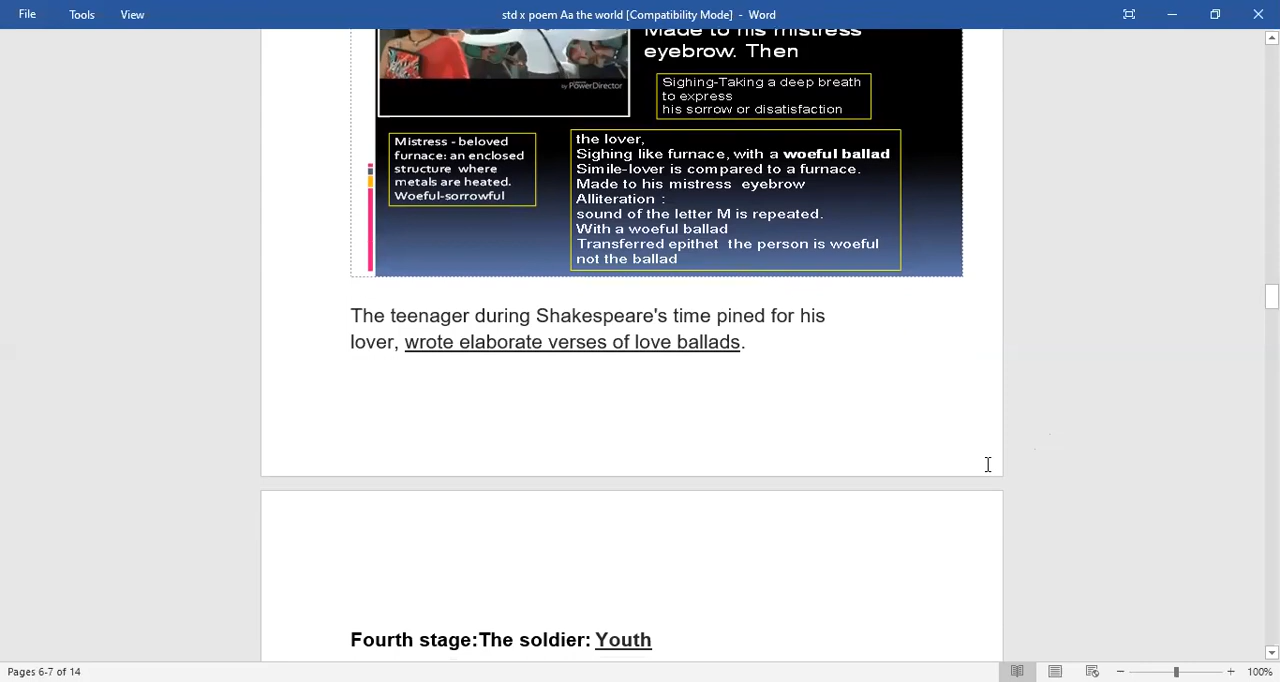 File Tools View std x poem Aa the world [Compatibility Mode] - Word
Made to his mistress
eyebrow. Then
by PowerDirector
Sighing-Taking a deep breath
to express
his sorrow or disatisfaction
Mistress - beloved
furnace: an enclosed
structure where
metals are heated.
Woeful-sorrowful
the lover,
Sighing like furnace, with a woeful ballad
Simile-lover is compared to a furnace.
Made to his mistress eyebrow
Alliteration :
sound of the letter M is repeated.
With a woeful ballad
Transferred epithet the person is woeful
not the ballad
The teenager during Shakespeare's time pined for his
lover, wrote elaborate verses of love ballads.
Fourth stage:The soldier: Youth
Pages 6-7 of 14 100%